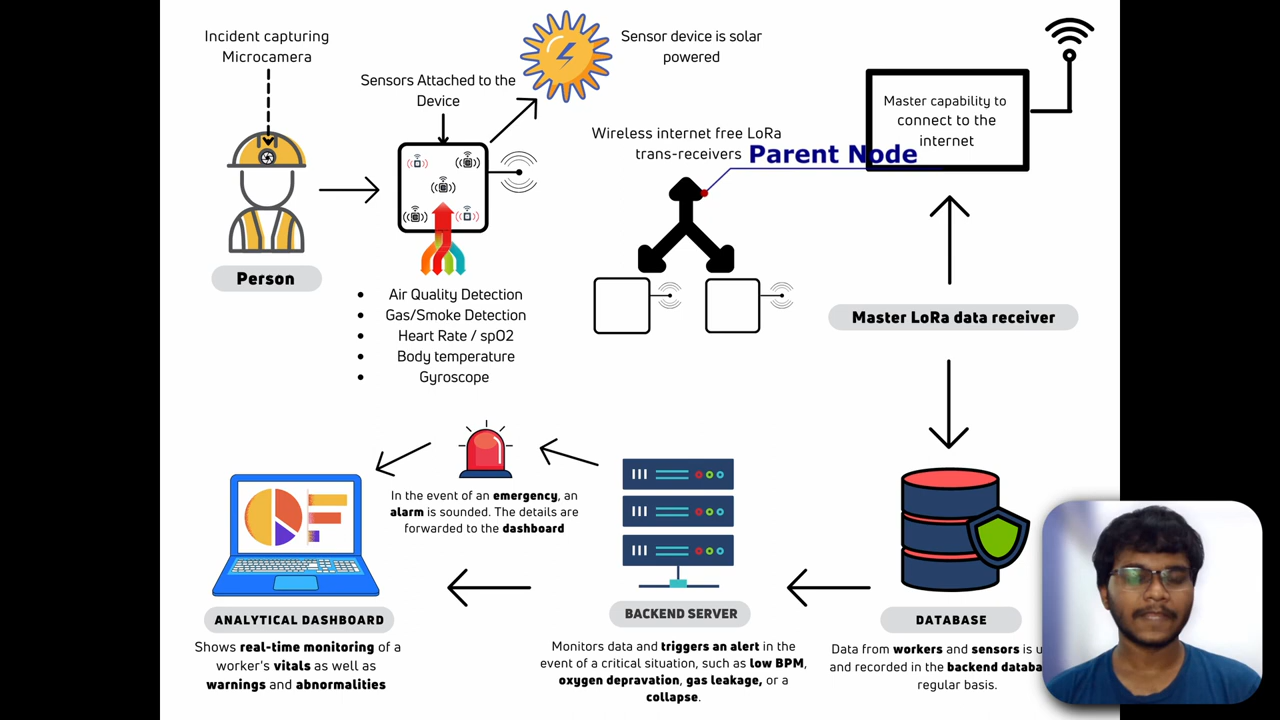 Incident capturing
Microcamera
Sensor device is solar
powered
Sensors Attached to the
Device
Master capability to
connect to the
internet
Wireless internet free LoRa
trans-receivers
Parent Node
Person
• Air Quality Detection
• Gas/Smoke Detection
• Heart Rate / spO2
• Body temperature
• Gyroscope
Master LoRa data receiver
In the event of an emergency, an
alarm is sounded. The details are
forwarded to the dashboard
ANALYTICAL DASHBOARD
Shows real-time monitoring of a
worker's vitals as well as
warnings and abnormalities
BACKEND SERVER
Monitors data and triggers an alert in the
event of a critical situation, such as low BPM,
oxygen depravation, gas leakage, or a
collapse.
DATABASE
Data from workers and sensors is
and recorded in the backend
regular basis.